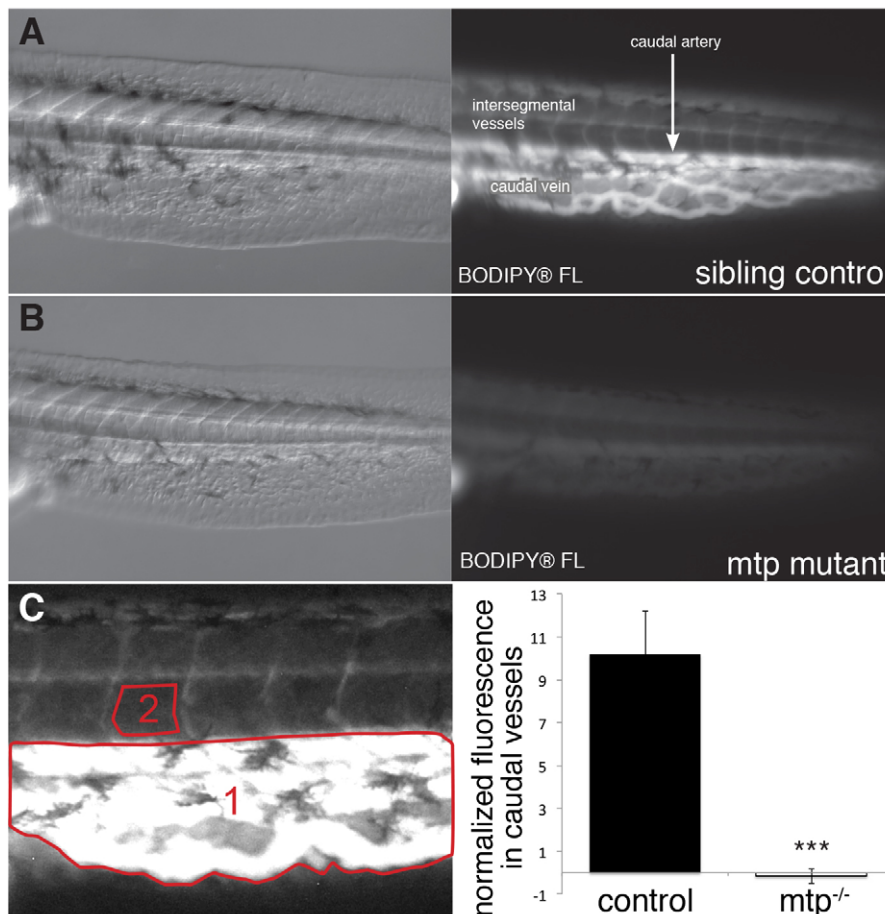 A
caudal artery
intersegmental
vessels
caudal vein
BODIPY® FL
sibling contro
B
BODIPY® FL
mtp mutant
C
2
1
normalized fluorescence
in caudal vessels
13
11
9
7
5
3
1
-1
***
control
mtp-/-